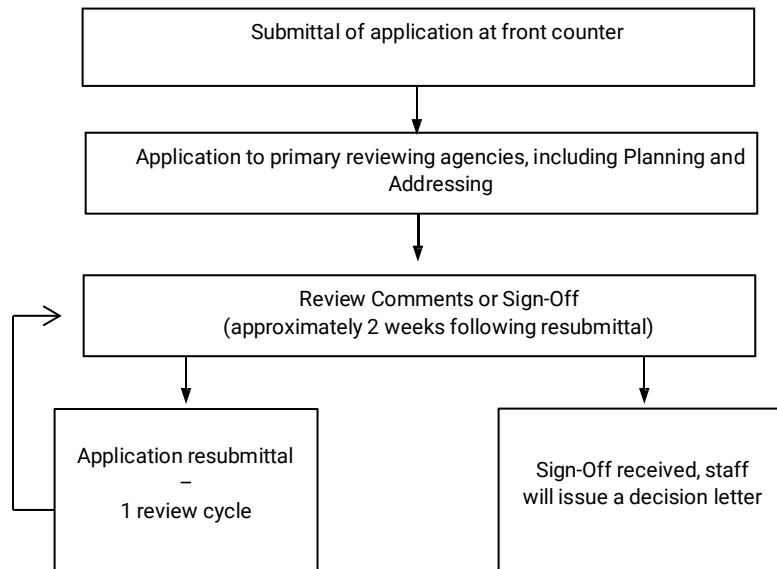 Submittal of application at front counter
Application to primary reviewing agencies, including Planning and
Addressing
Review Comments or Sign-Off
(approximately 2 weeks following resubmittal)
Application resubmittal
–
1 review cycle
Sign-Off received, staff
will issue a decision letter